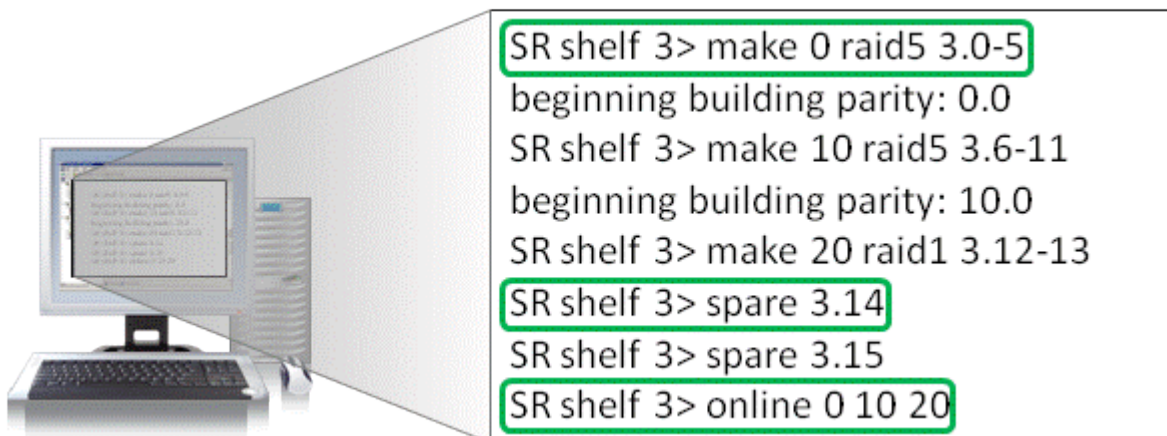 SR shelf 3> make 0 raid5 3.0-5
beginning building parity: 0.0
SR shelf 3> make 10 raid5 3.6-11
beginning building parity: 10.0
SR shelf 3> make 20 raid1 3.12-13
SR shelf 3> spare 3.14
SR shelf 3> spare 3.15
SR shelf 3> online 0 10 20